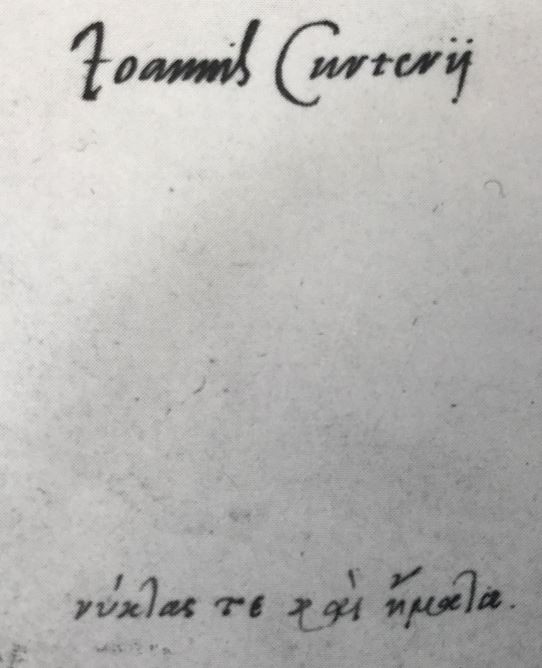 Ioannis Curterij
νύκτας τε καὶ ἤματα.